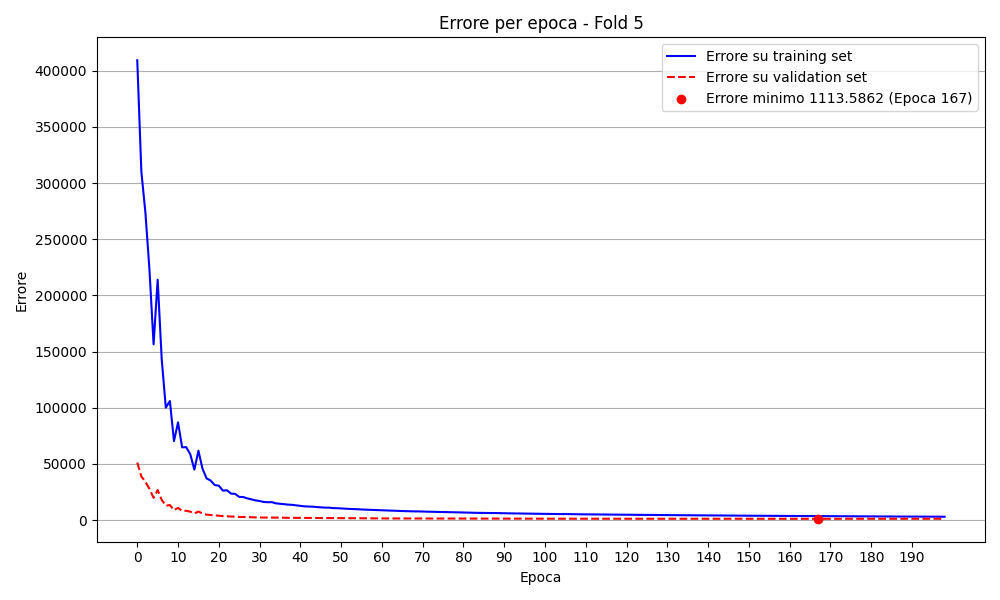 Errore per epoca - Fold 5
Errore su training set
Errore su validation set
Errore minimo 1113.5862 (Epoca 167)
400000
350000
300000
250000
200000
150000
100000
50000
0
Errore
0 10 20 30 40 50 60 70 80 90 100 110 120 130 140 150 160 170 180 190
Epoca